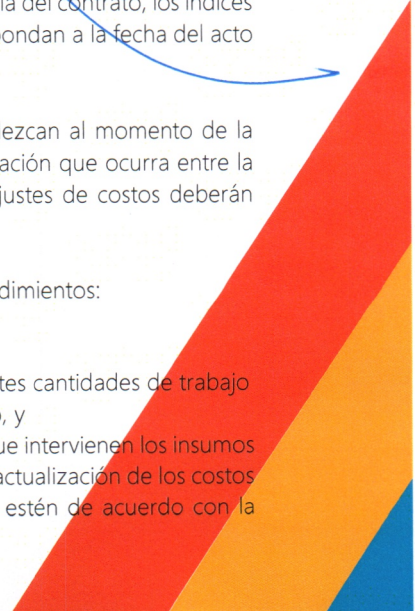 ía del contrato, los índices
pondan a la fecha del acto
ezcan al momento de la
ación que ocurra entre la
justes de costos deberán
dimientos:
tes cantidades de trabajo
, y
ue intervienen los insumos
actualización de los costos
estén de acuerdo con la